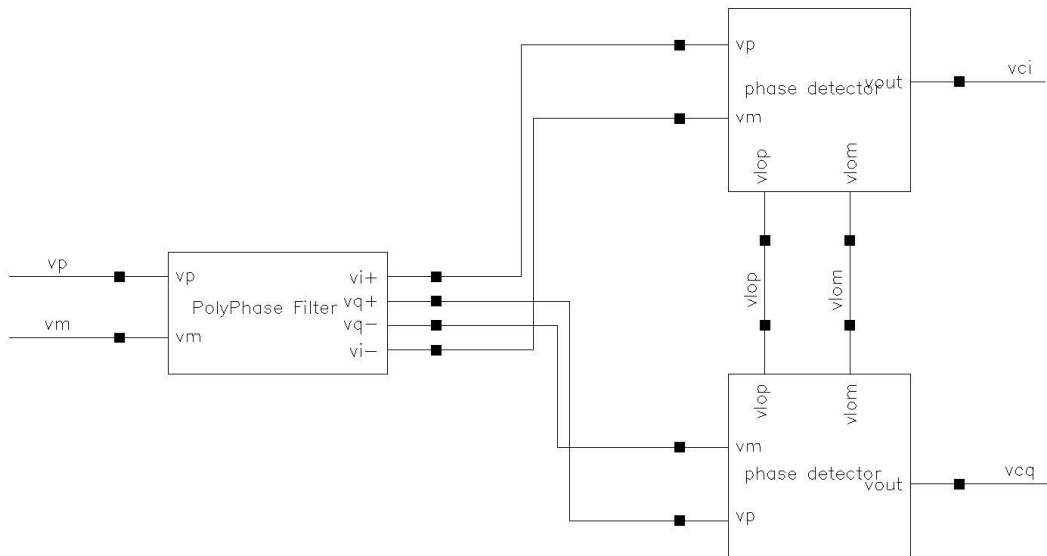 vp
phase detector
vout
vci
vm
vlop
vlom
vp
vp
vi+
vq+
PolyPhase Filter
vq-
vm
vm
vi-
vlop
vlom
vlop
vlom
vm
phase detector
vout
vcq
vp